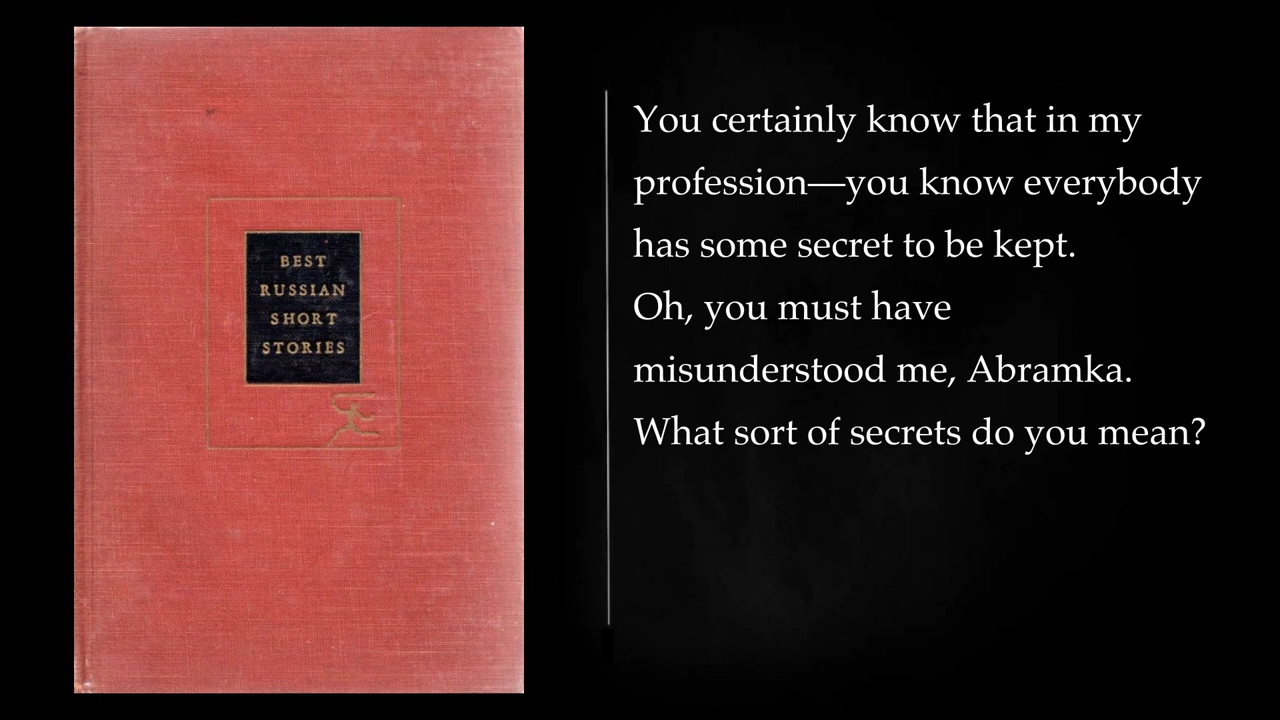 BEST
RUSSIAN
SHORT
STORIES
You certainly know that in my
profession—you know everybody
has some secret to be kept.
Oh, you must have
misunderstood me, Abramka.
What sort of secrets do you mean?